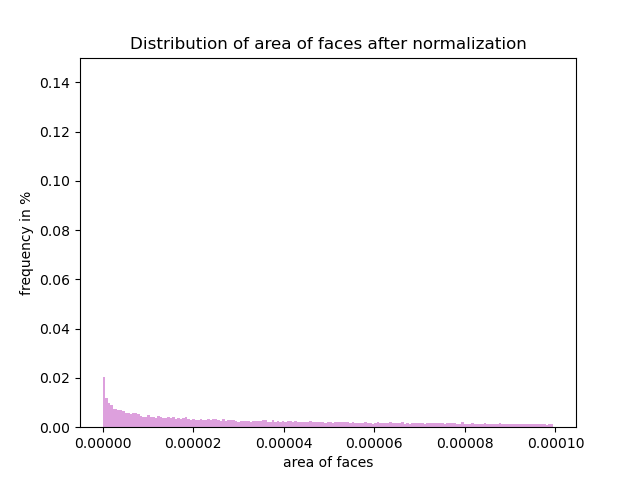 Distribution of area of faces after normalization
0.14
0.12
0.10
0.08
0.06
0.04
0.02
0.00
frequency in %
0.00000 0.00002 0.00004 0.00006 0.00008 0.00010
area of faces